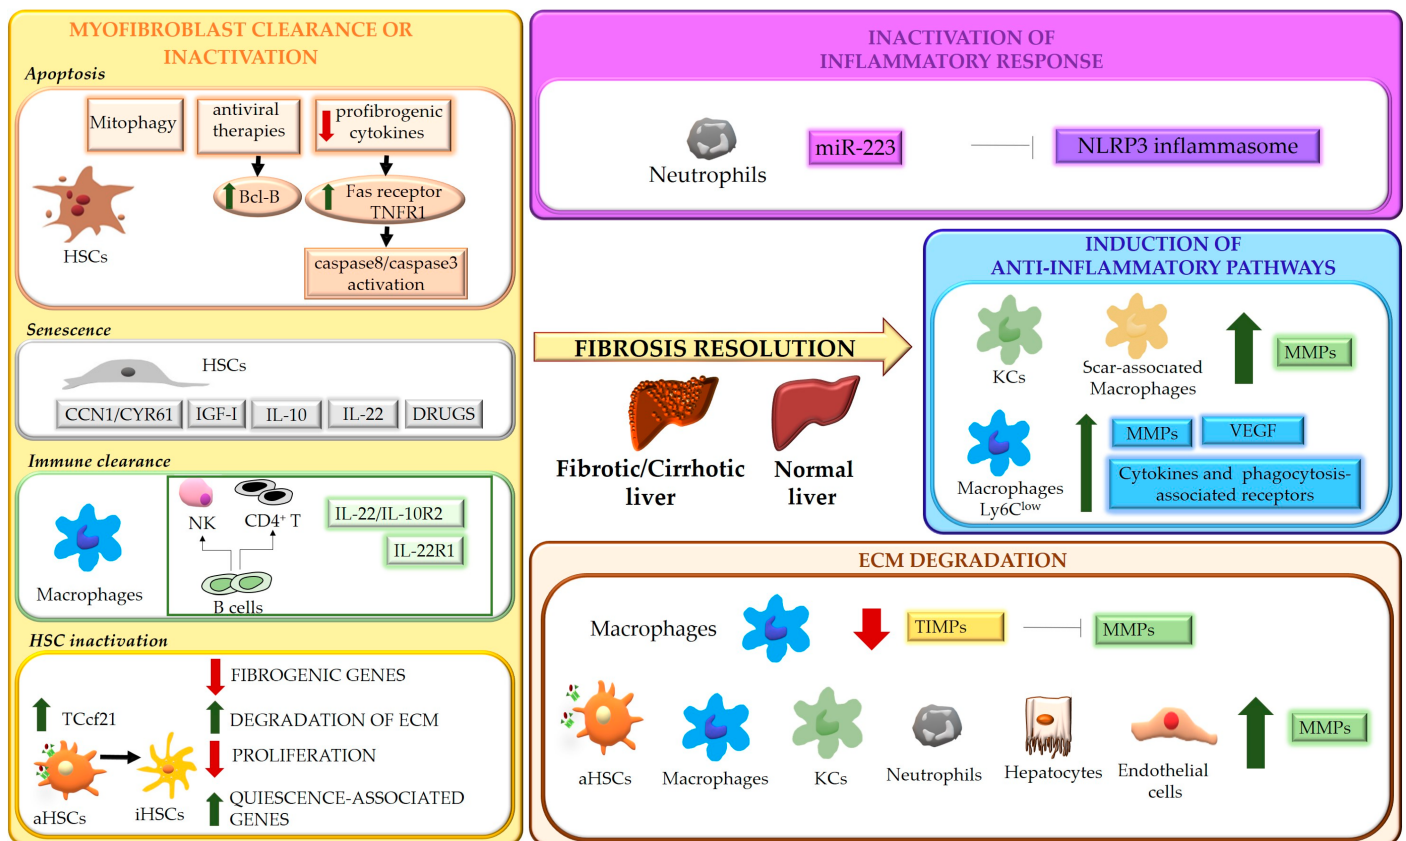 MYOFIBROBLAST CLEARANCE OR
INACTIVATION
Apoptosis
Mitophagy
antiviral
therapies
profibrogenic
cytokines
Bcl-B
Fas receptor
TNFR1
HSCs
caspase8/caspase3
activation
Senescence
HSCs
CCN1/CYR61
IGF-I
IL-10
IL-22
DRUGS
Immune clearance
Macrophages
NK
CD4+ T
B cells
IL-22/IL-10R2
IL-22R1
HSC inactivation
TCcf21
aHSCs
iHSCs
FIBROGENIC GENES
DEGRADATION OF ECM
PROLIFERATION
QUIESCENCE-ASSOCIATED
GENES
INACTIVATION OF
INFLAMMATORY RESPONSE
Neutrophils
miR-223
NLRP3 inflammasome
FIBROSIS RESOLUTION
Fibrotic/Cirrhotic
liver
Normal
liver
INDUCTION OF
ANTI-INFLAMMATORY PATHWAYS
KCs
Scar-associated
Macrophages
MMPs
Macrophages
Ly6Clow
MMPs
VEGF
Cytokines and phagocytosis-
associated receptors
ECM DEGRADATION
Macrophages
TIMPs
MMPs
aHSCs
Macrophages
KCs
Neutrophils
Hepatocytes
Endothelial
cells
MMPs